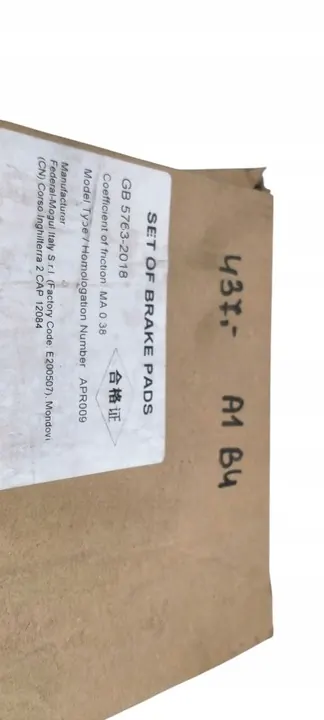 SET OF BRAKE PADS
GB 5763-2018
Coefficient of friction MA 0 38
Model Type / Homologation Number APR009
Manufacturer
Federal-Mogul Italy S r.l. (Factory Code E200507), Mondovi
(CN) Corso Inghilterra 2 CAP 12084
合格证
437,-  A1 B4